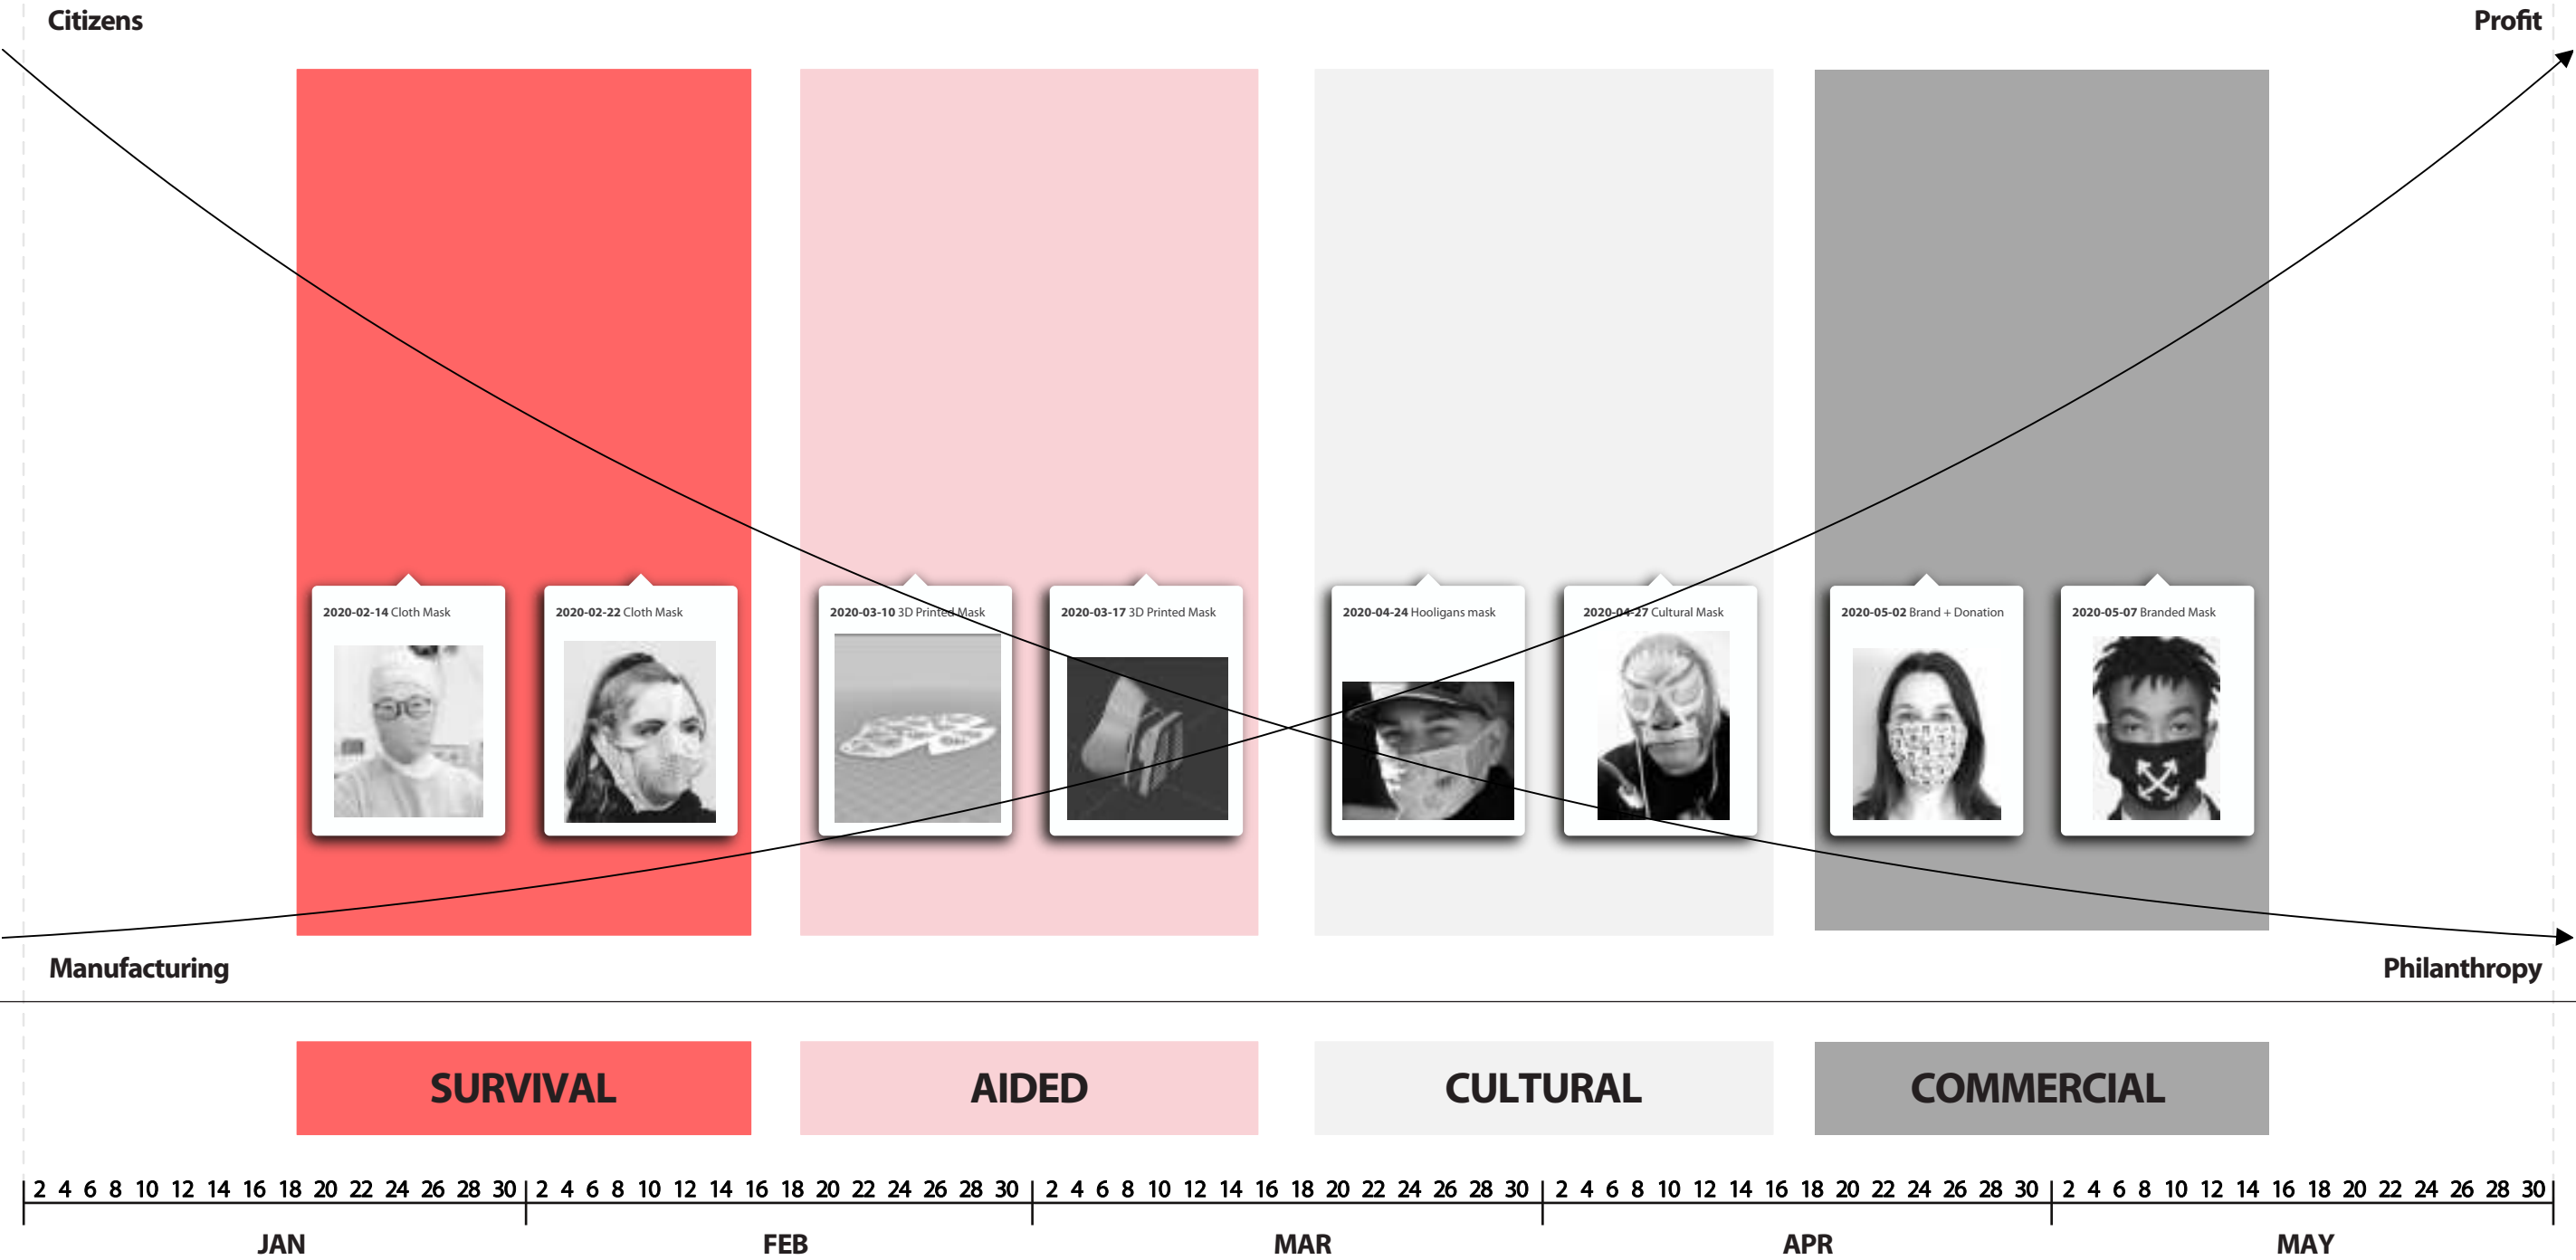 Citizens
Profit
2020-02-14 Cloth Mask
2020-02-22 Cloth Mask
2020-03-10 3D Printed Mask
2020-03-17 3D Printed Mask
2020-04-24 Hooligans mask
2020-04-27 Cultural Mask
2020-05-02 Brand + Donation
2020-05-07 Branded Mask
Manufacturing
Philanthropy
SURVIVAL
AIDED
CULTURAL
COMMERCIAL
2 4 6 8 10 12 14 16 18 20 22 24 26 28 30 2 4 6 8 10 12 14 16 18 20 22 24 26 28 30 2 4 6 8 10 12 14 16 18 20 22 24 26 28 30 2 4 6 8 10 12 14 16 18 20 22 24 26 28 30 2 4 6 8 10 12 14 16 18 20 22 24 26 28 30
JAN FEB MAR APR MAY